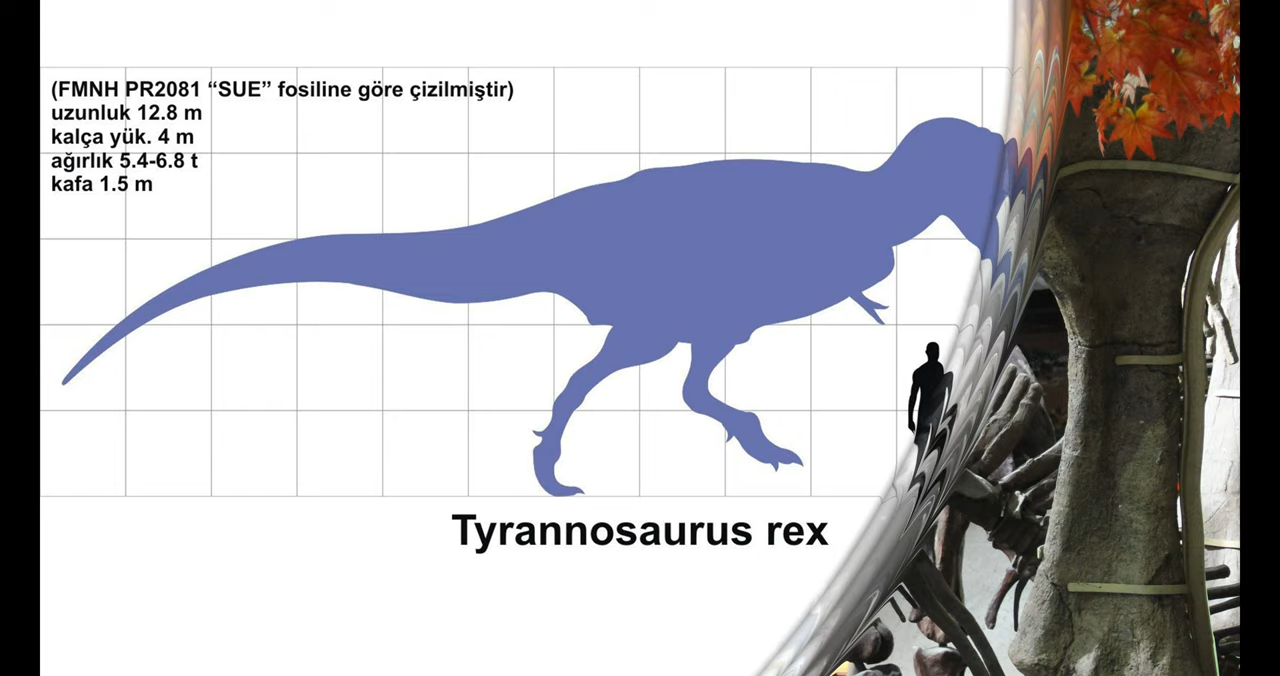 (FMNH PR2081 “SUE” fosiline göre çizilmiştir)
uzunluk 12.8 m
kalça yük. 4 m
ağırlık 5.4-6.8 t
kafa 1.5 m
Tyrannosaurus rex